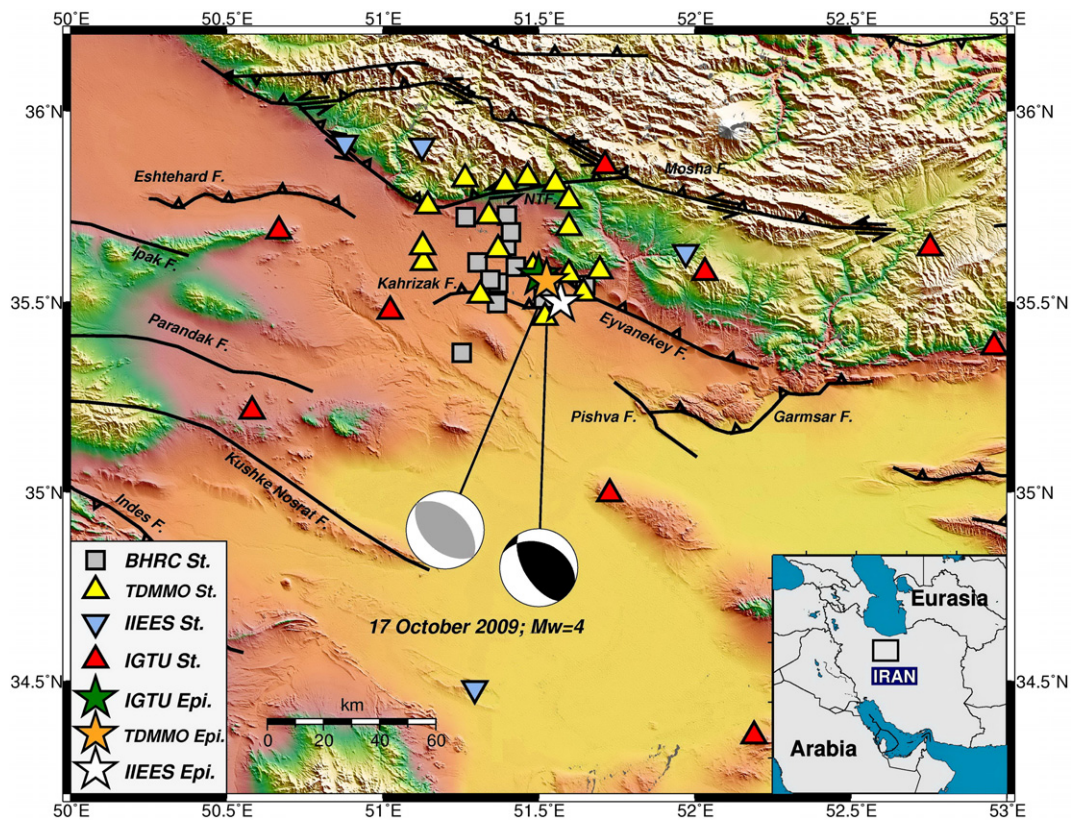 50°E 50.5°E 51.0°E 51.5°E 52°E 52.5°E 53°E
36°N 36°N
Mosha F.
Eshtehard F.
NTF.
Ipak F.
Kahrizak F.
35.5°N 35.5°N
Parandak F.
Eyvanekey F.
Pishva F.
Garmsar F.
Kushke Nosrat F.
35°N 35°N
Indes F.
BHRC St.
TDMMO St.
IIEES St.
IGTU St.
IGTU Epi.
TDMMO Epi.
IIEES Epi.
17 October 2009; Mw=4
34.5°N 34.5°N
km
0 20 40 60
Eurasia
IRAN
Arabia
50°E 50.5°E 51.0°E 51.5°E 52°E 52.5°E 53°E